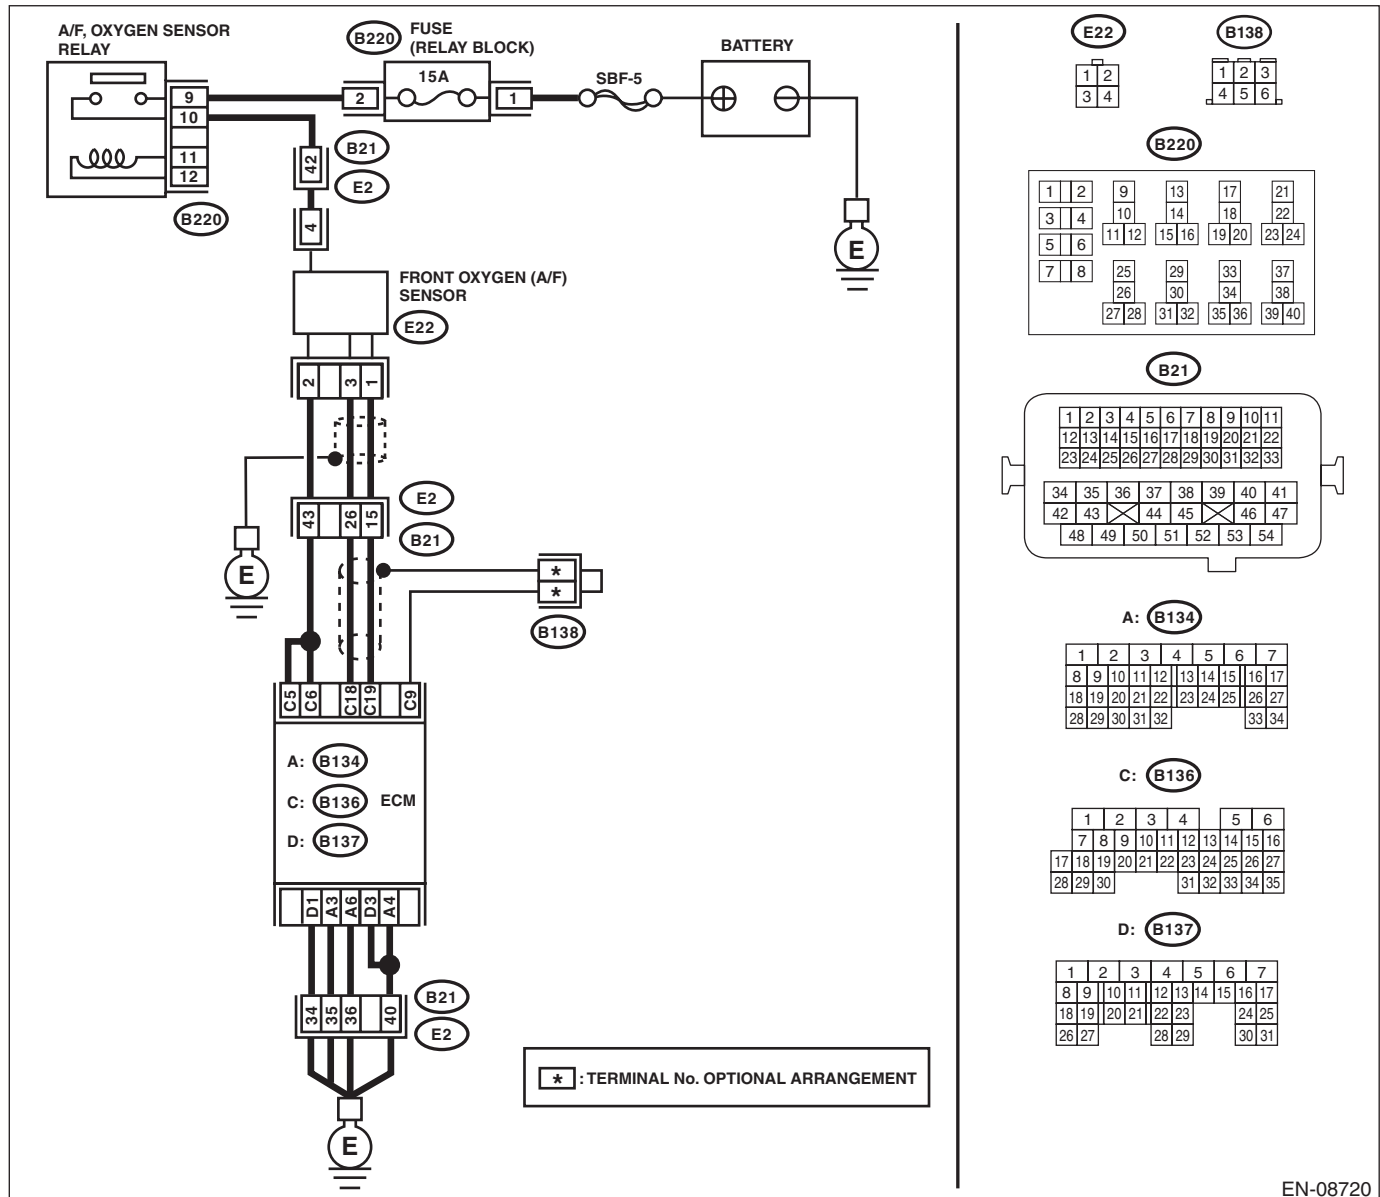 A/F, OXYGEN SENSOR
RELAY
B220
FUSE
(RELAY BLOCK)
15A
BATTERY
SBF-5
9
10
11
12
2
1
B220
42
B21
E2
4
E
FRONT OXYGEN (A/F)
SENSOR
E22
2 3 1
E2
43 26 15
B21
E
*
*
B138
C5 C6 C18 C19 C9
A: B134
C: B136 ECM
D: B137
D1 A3 A6 D3 A4
B21
34 35 36 40
E2
E
* : TERMINAL No. OPTIONAL ARRANGEMENT
E22
1 2
3 4
B138
1 2 3
4 5 6
B220
1 2 9 13 17 21
3 4 10 14 18 22
11 12 15 16 19 20 23 24
5 6
7 8 25 29 33 37
26 30 34 38
27 28 31 32 35 36 39 40
B21
1 2 3 4 5 6 7 8 9 10 11
12 13 14 15 16 17 18 19 20 21 22
23 24 25 26 27 28 29 30 31 32 33
34 35 36 37 38 39 40 41
42 43 44 45 46 47
48 49 50 51 52 53 54
A: B134
1 2 3 4 5 6 7
8 9 10 11 12 13 14 15 16 17
18 19 20 21 22 23 24 25 26 27
28 29 30 31 32 33 34
C: B136
1 2 3 4 5 6
7 8 9 10 11 12 13 14 15 16
17 18 19 20 21 22 23 24 25 26 27
28 29 30 31 32 33 34 35
D: B137
1 2 3 4 5 6 7
8 9 10 11 12 13 14 15 16 17
18 19 20 21 22 23 24 25
26 27 28 29 30 31
EN-08720